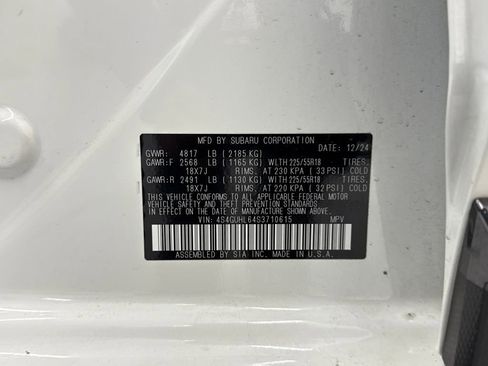 MFD BY SUBARU CORPORATION 12/24
GVWR: 4817 LB (2185 KG)
GAWR:F 2568 LB (1165 KG) WITH 225/55R18 TIRES.
18X7J RIMS. AT 230 KPA (33 PSI) COLD
GAWR:R 2491 LB (1130 KG) WITH 225/55R18 TIRES.
18X7J RIMS. AT 220 KPA (32 PSI) COLD
THIS VEHICLE CONFORMS TO ALL APPLICABLE FEDERAL MOTOR
VEHICLE SAFETY AND THEFT PREVENTION STANDARDS IN
EFFECT ON THE DATE OF MANUFACTURE SHOWN ABOVE.
VIN: 4S4GUHL64S3710615 MPV
ASSEMBLED BY SIA INC. MADE IN U.S.A.